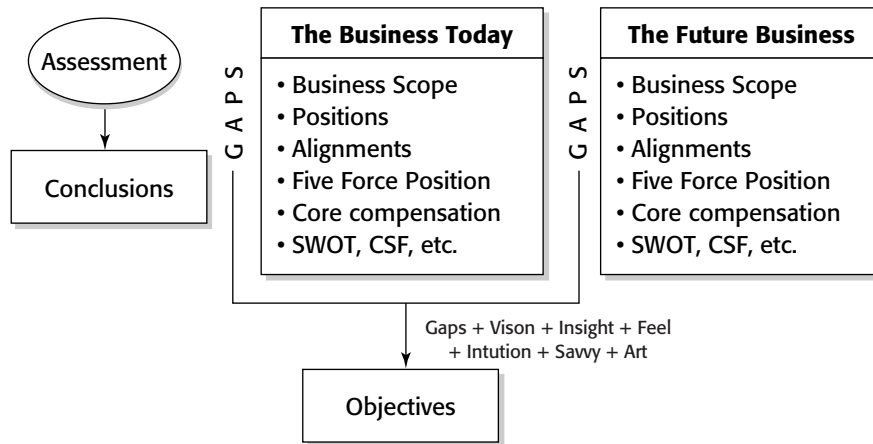 Assessment
Conclusions
GAPS
The Business Today
• Business Scope
• Positions
• Alignments
• Five Force Position
• Core compensation
• SWOT, CSF, etc.
GAPS
The Future Business
• Business Scope
• Positions
• Alignments
• Five Force Position
• Core compensation
• SWOT, CSF, etc.
Gaps + Vison + Insight + Feel
+ Intution + Savvy + Art
Objectives